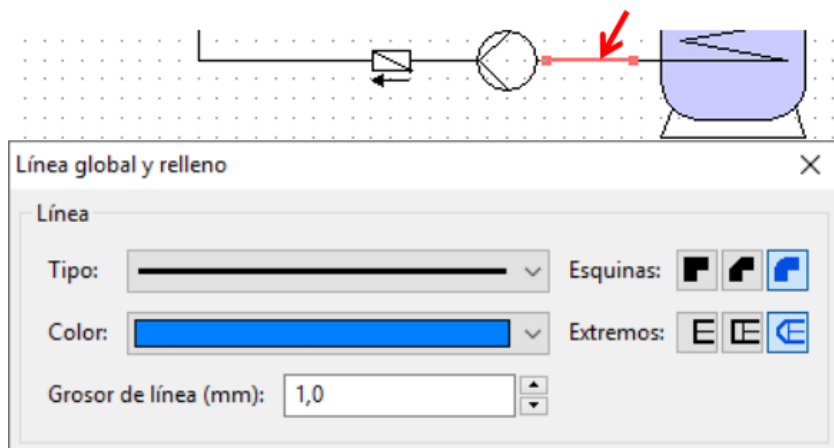 Línea global y relleno
Línea
Tipo:
Esquinas:
Color:
Extremos:
Grosor de línea (mm): 1,0